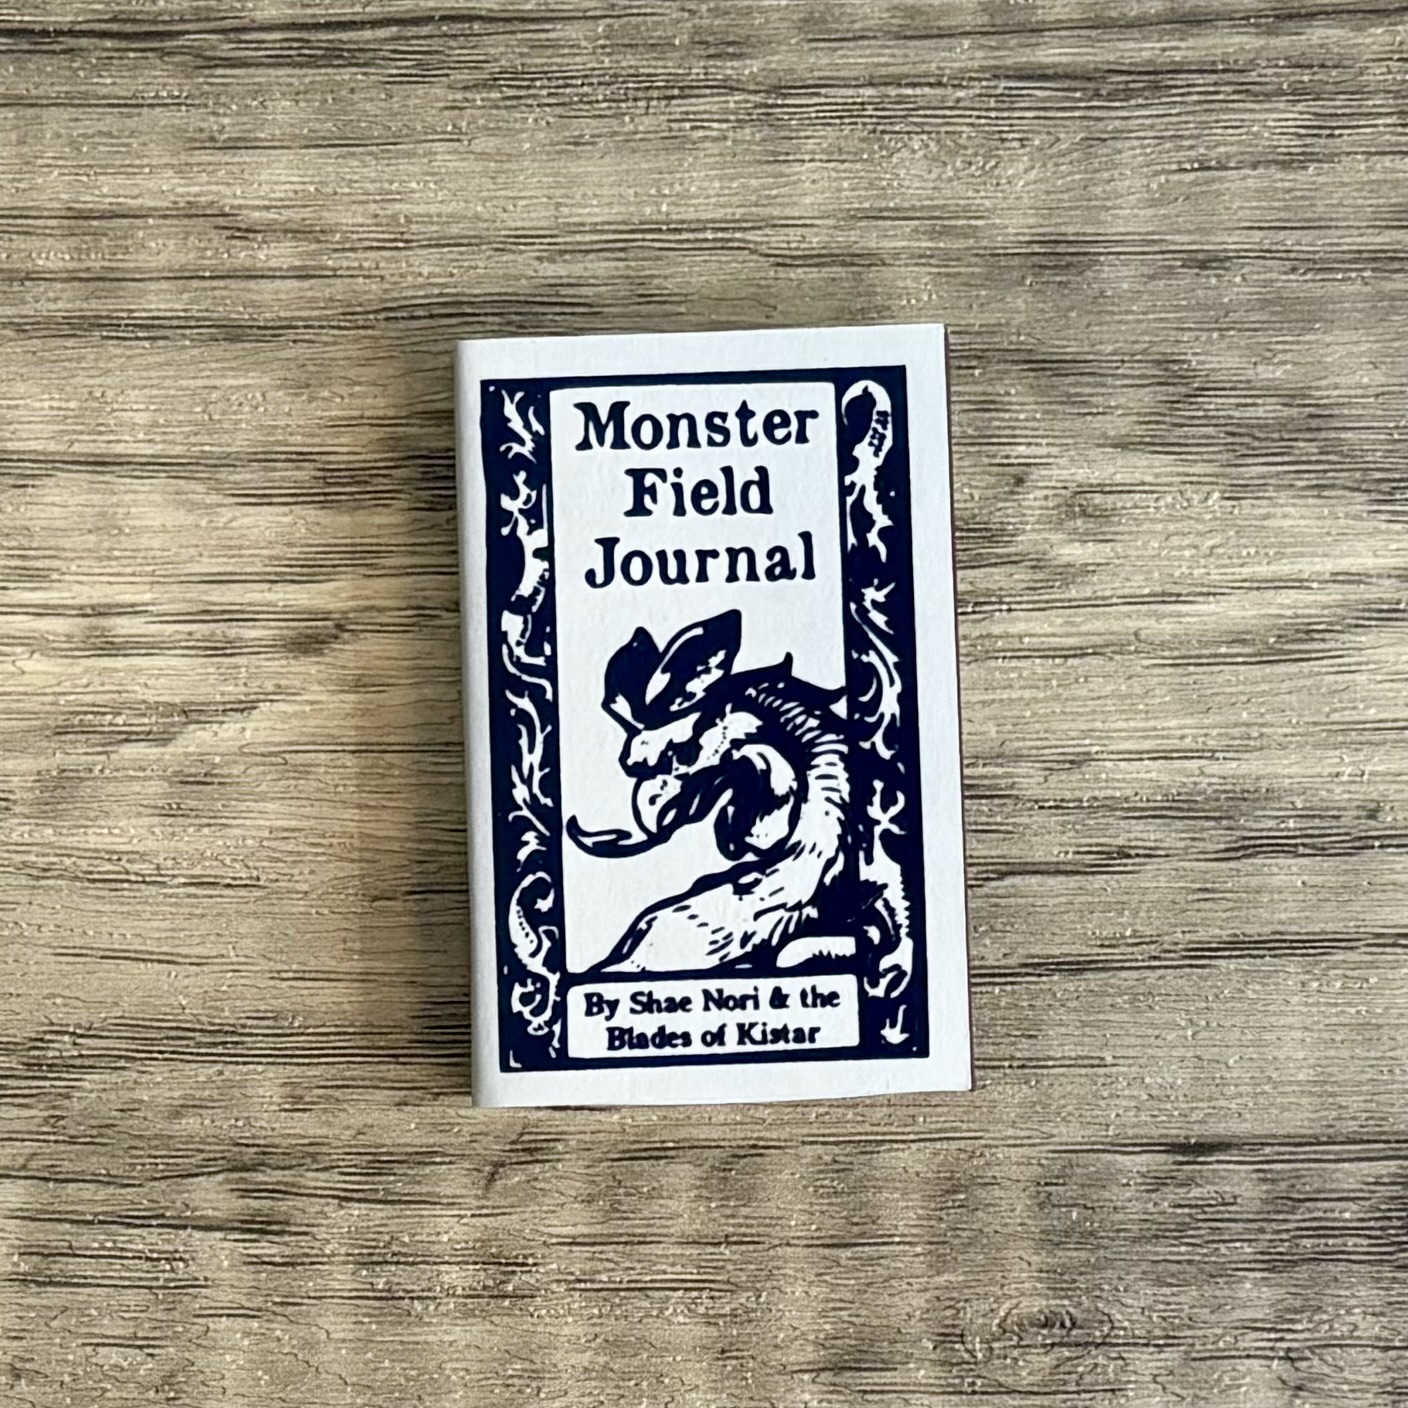 Monster
Field
Journal
By Shae Nori & the
Blades of Kistar